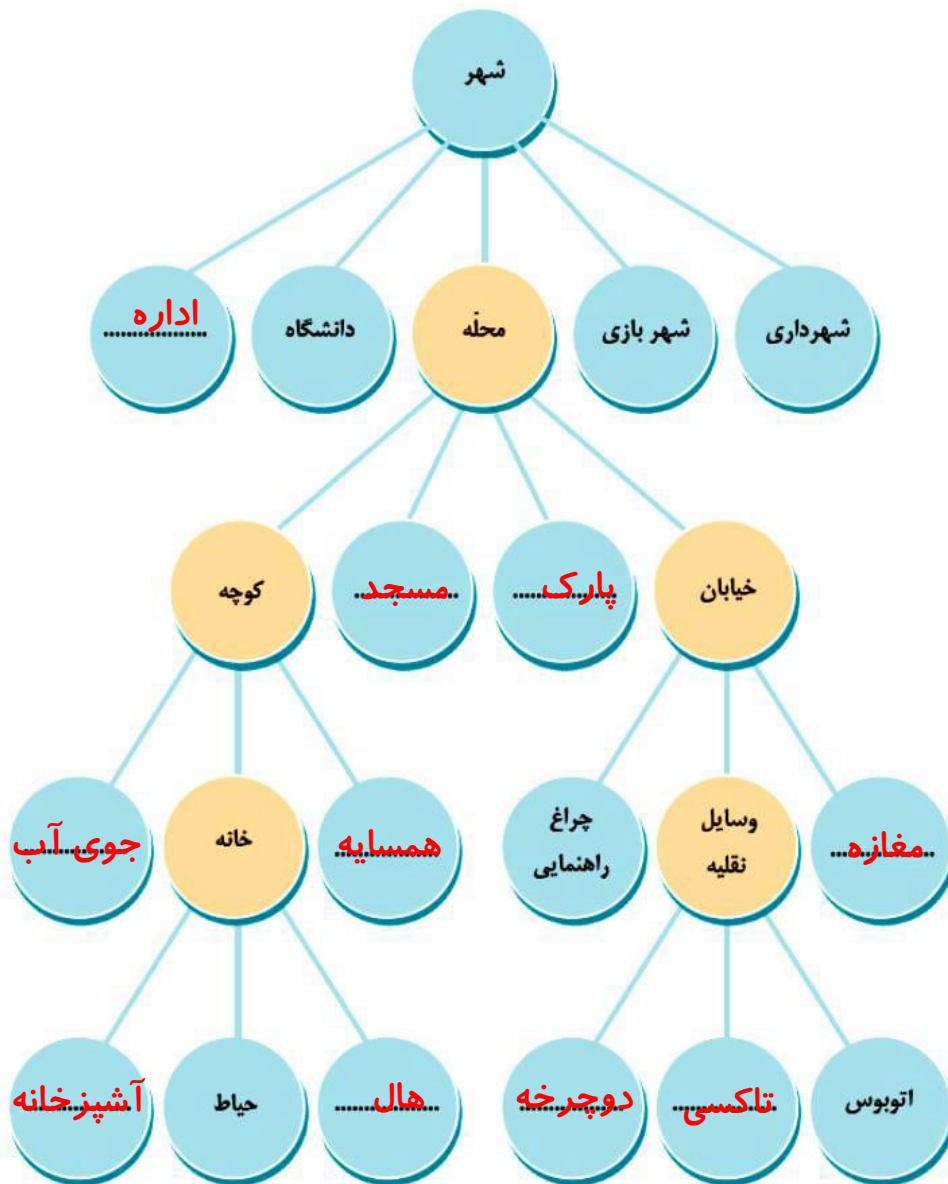 شهر
شهرداری
شهر بازی
محلّه
دانشگاه
اداره
خیابان
پارک
مسجد
کوچه
مغازه
وسایل
نقلیه
چراغ
راهنمایی
همسایه
خانه
جوی آب
اتوبوس
تاکسی
دوچرخه
هال
حیاط
آشپزخانه